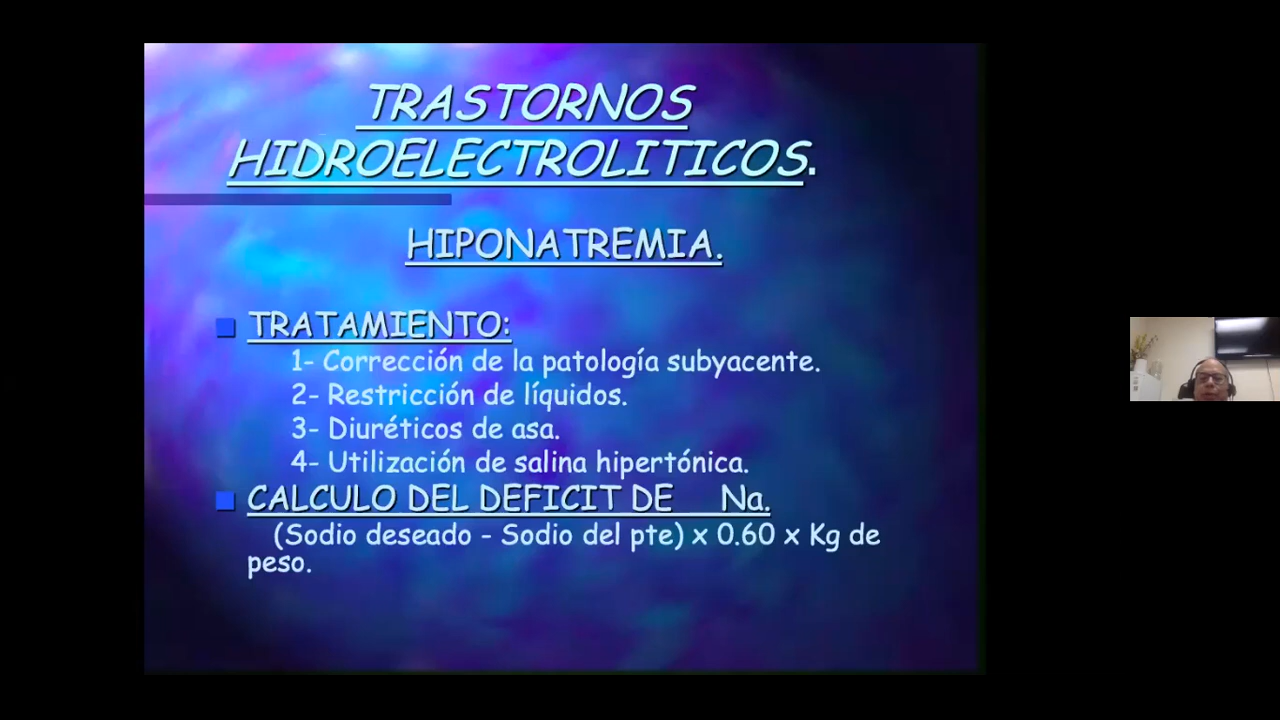 TRASTORNOS
HIDROELECTROLITICOS.
HIPONATREMIA.
TRATAMIENTO:
1- Corrección de la patología subyacente.
2- Restricción de líquidos.
3- Diuréticos de asa.
4- Utilización de salina hipertónica.
CALCULO DEL DEFICIT DE Na.
(Sodio deseado - Sodio del pte) x 0.60 x Kg de
peso.